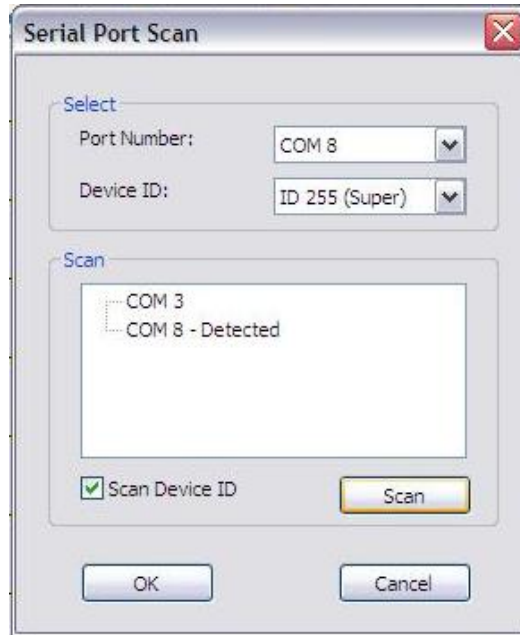 Serial Port Scan
Select
Port Number: COM 8
Device ID: ID 255 (Super)
Scan
COM 3
COM 8 - Detected
Scan Device ID Scan
OK Cancel